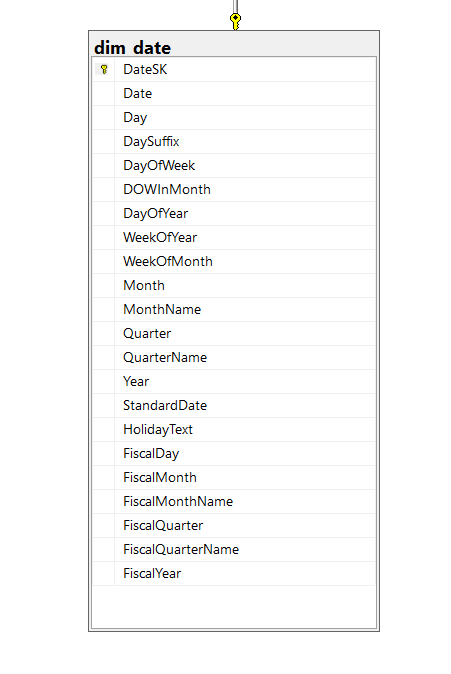 dim_date
DateSK
Date
Day
DaySuffix
DayOfWeek
DOWInMonth
DayOfYear
WeekOfYear
WeekOfMonth
Month
MonthName
Quarter
QuarterName
Year
StandardDate
HolidayText
FiscalDay
FiscalMonth
FiscalMonthName
FiscalQuarter
FiscalQuarterName
FiscalYear